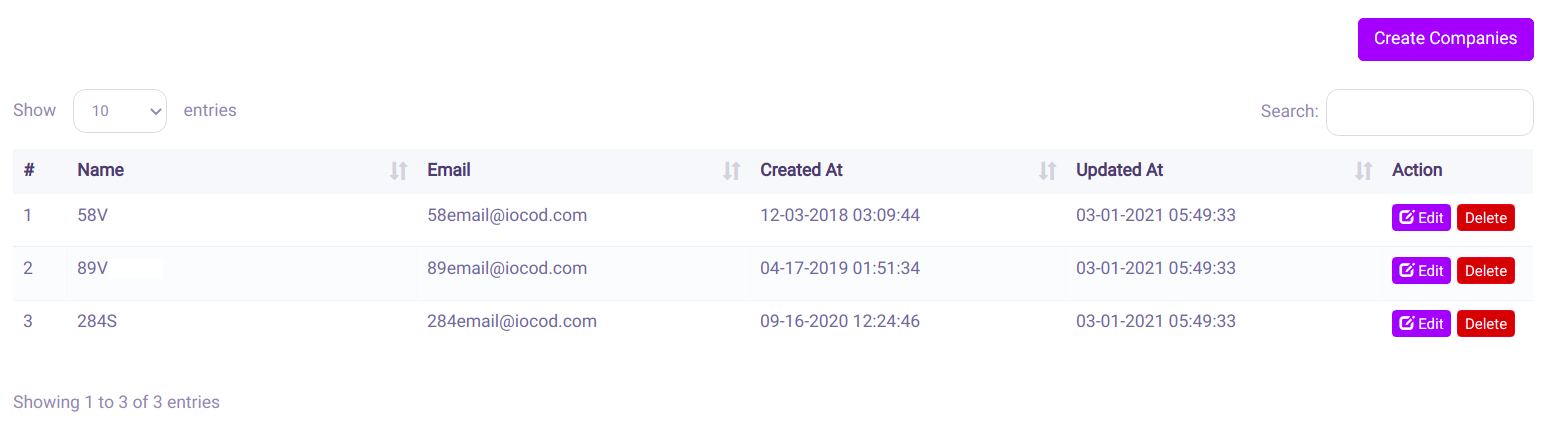 Create Companies
Show 10 entries Search:
# Name Email Created At Updated At Action
1 58V 58email@iocod.com 12-03-2018 03:09:44 03-01-2021 05:49:33 Edit Delete
2 89V 89email@iocod.com 04-17-2019 01:51:34 03-01-2021 05:49:33 Edit Delete
3 284S 284email@iocod.com 09-16-2020 12:24:46 03-01-2021 05:49:33 Edit Delete
Showing 1 to 3 of 3 entries